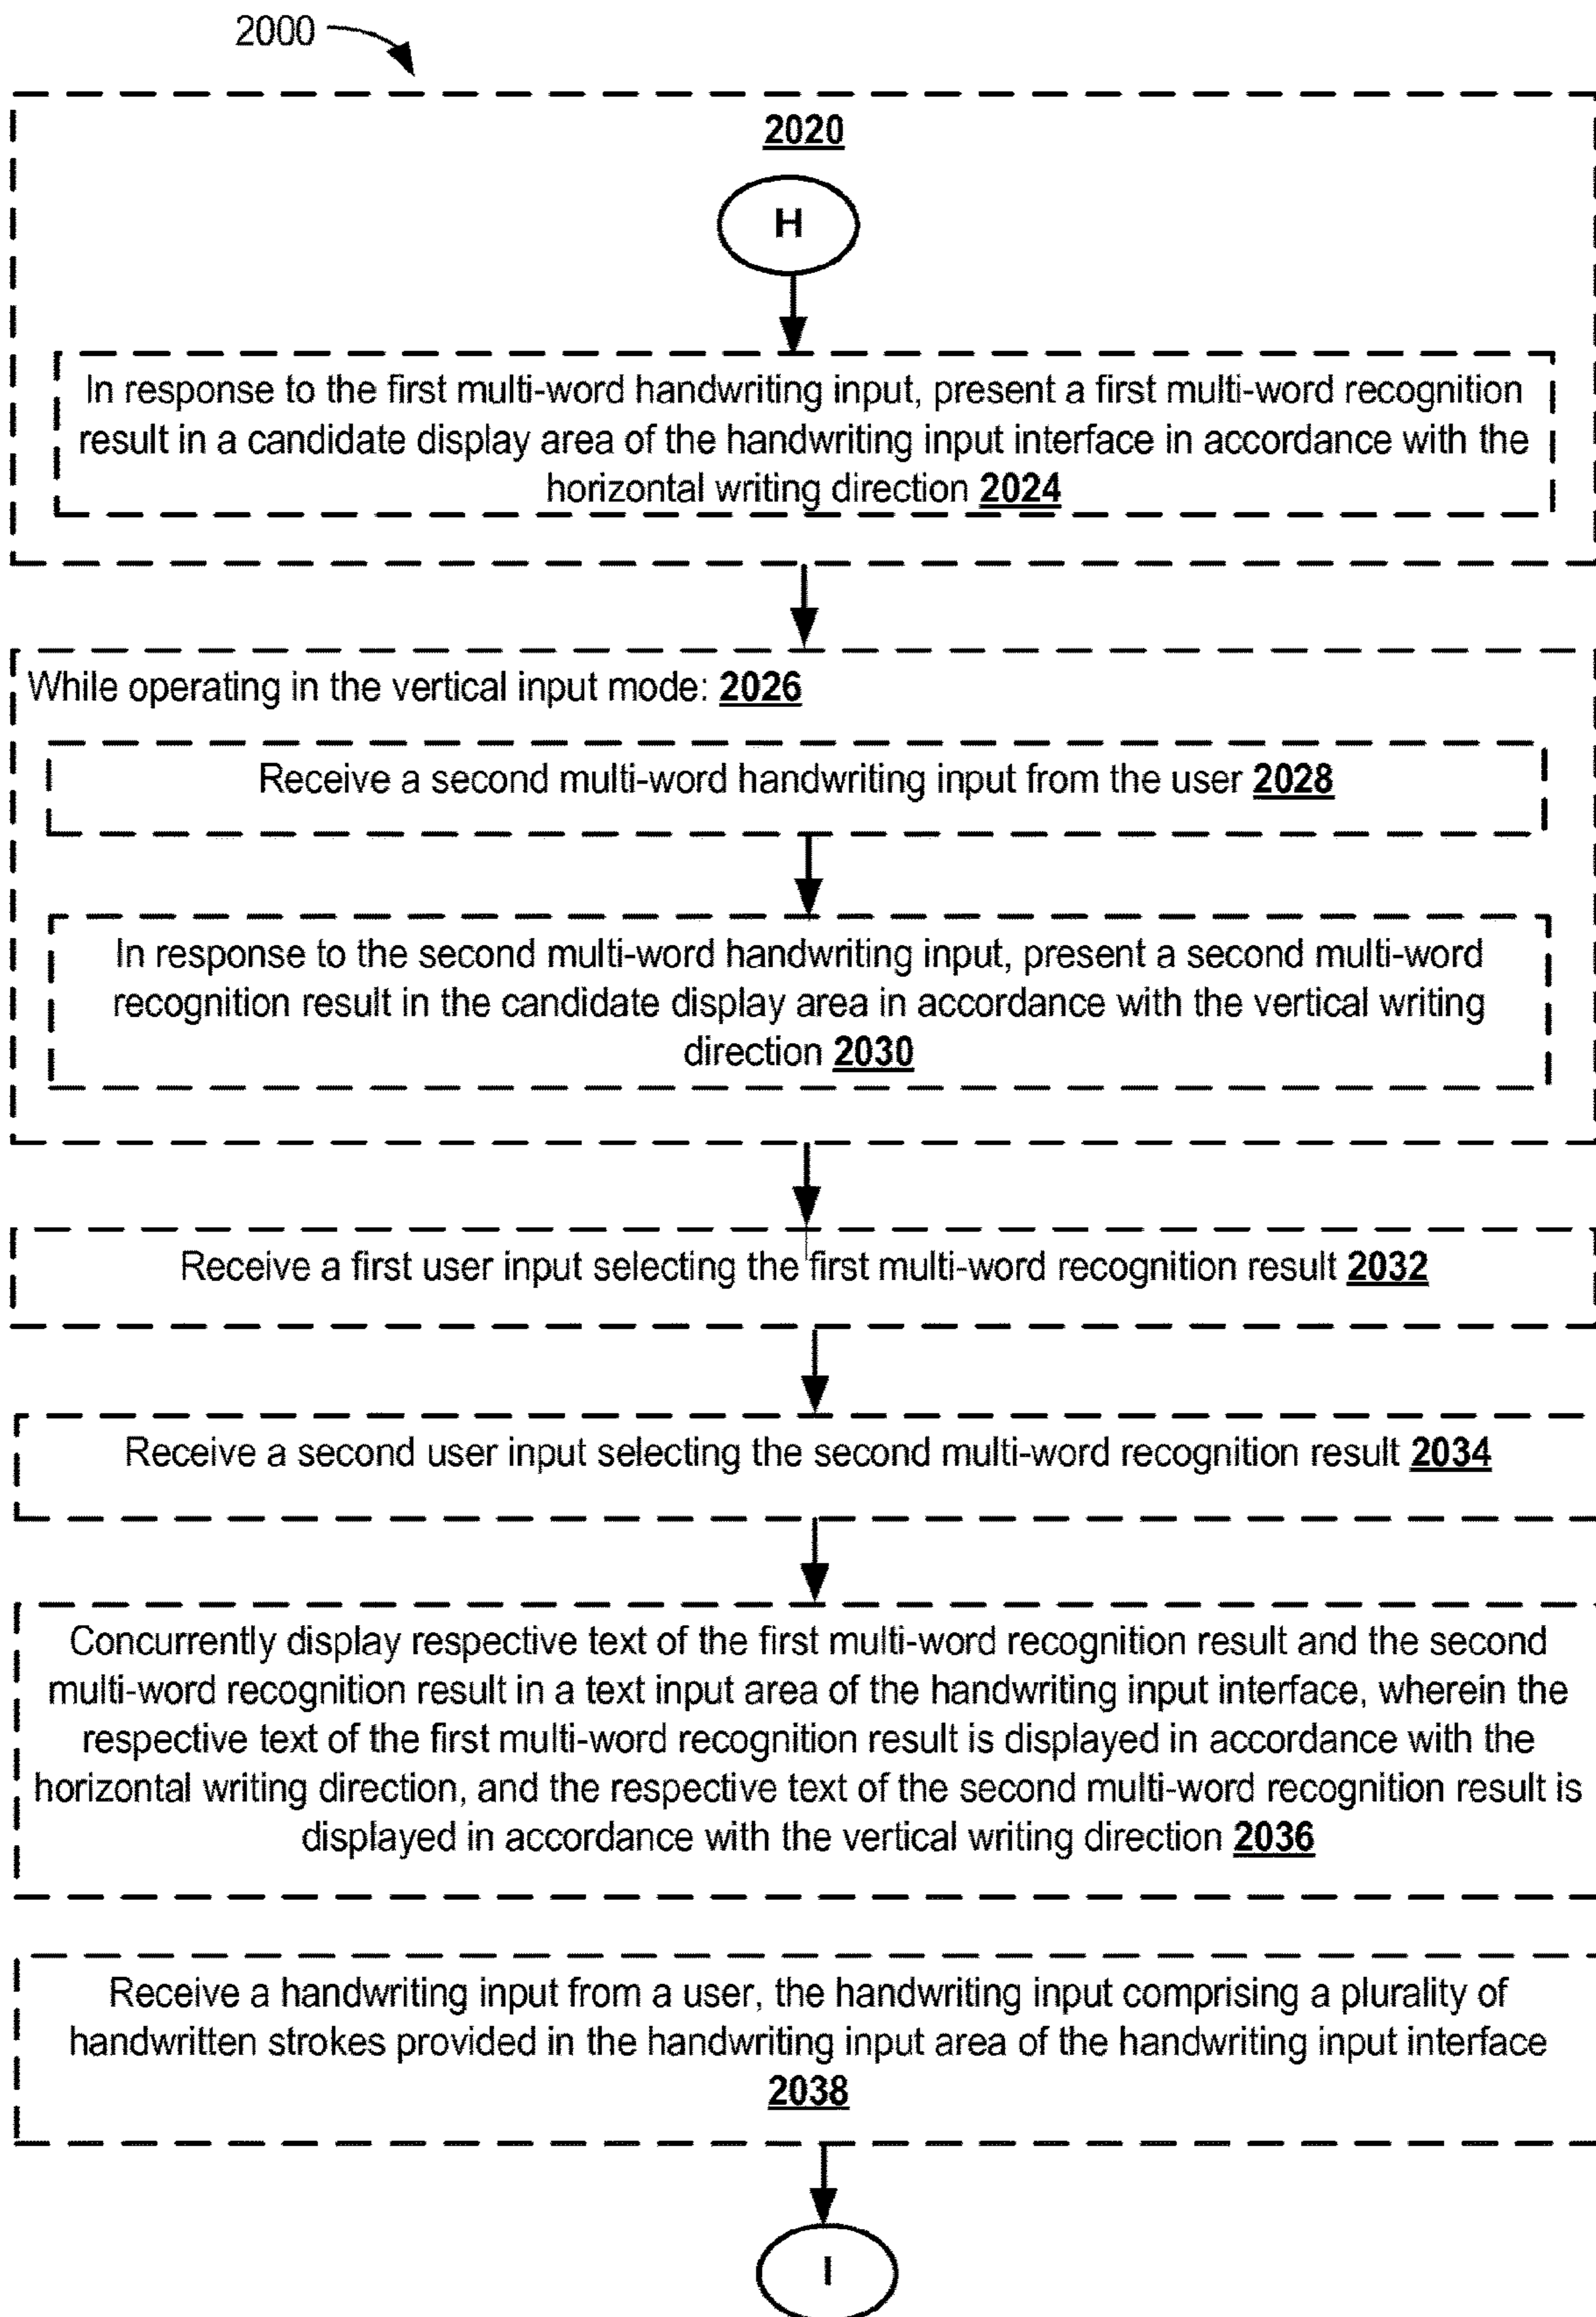 2000
2020
H
In response to the first multi-word handwriting input, present a first multi-word recognition
result in a candidate display area of the handwriting input interface in accordance with the
horizontal writing direction 2024
While operating in the vertical input mode: 2026
Receive a second multi-word handwriting input from the user 2028
In response to the second multi-word handwriting input, present a second multi-word
recognition result in the candidate display area in accordance with the vertical writing
direction 2030
Receive a first user input selecting the first multi-word recognition result 2032
Receive a second user input selecting the second multi-word recognition result 2034
Concurrently display respective text of the first multi-word recognition result and the second
multi-word recognition result in a text input area of the handwriting input interface, wherein the
respective text of the first multi-word recognition result is displayed in accordance with the
horizontal writing direction, and the respective text of the second multi-word recognition result is
displayed in accordance with the vertical writing direction 2036
Receive a handwriting input from a user, the handwriting input comprising a plurality of
handwritten strokes provided in the handwriting input area of the handwriting input interface
2038
I